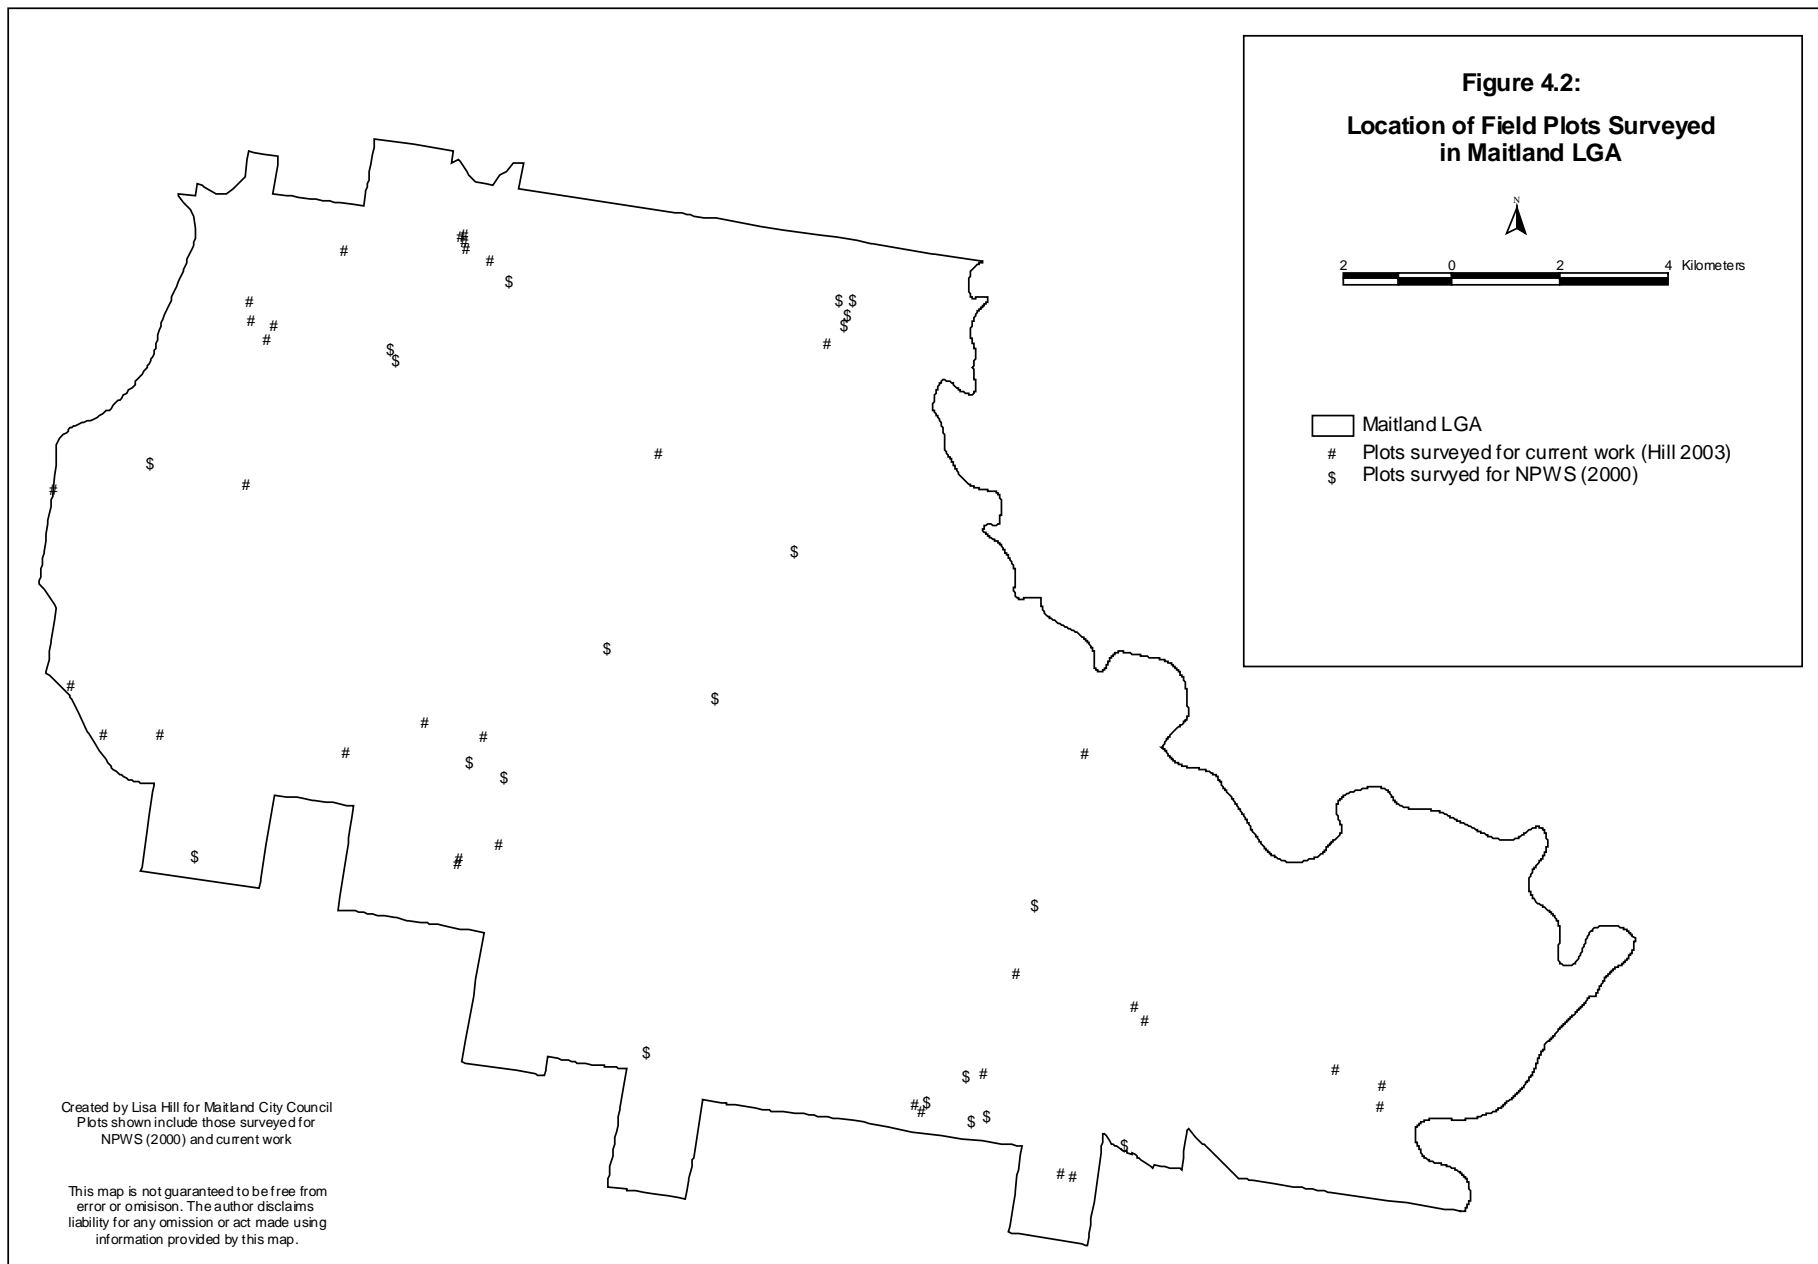 Figure 4.2:
Location of Field Plots Surveyed
in Maitland LGA
N
2 0 2 4 Kilometers
Maitland LGA
# Plots surveyed for current work (Hill 2003)
$ Plots survyed for NPWS (2000)
Created by Lisa Hill for Maitland City Council
Plots shown include those surveyed for
NPWS (2000) and current work
This map is not guaranteed to be free from
error or omisison. The author disclaims
liability for any omission or act made using
information provided by this map.